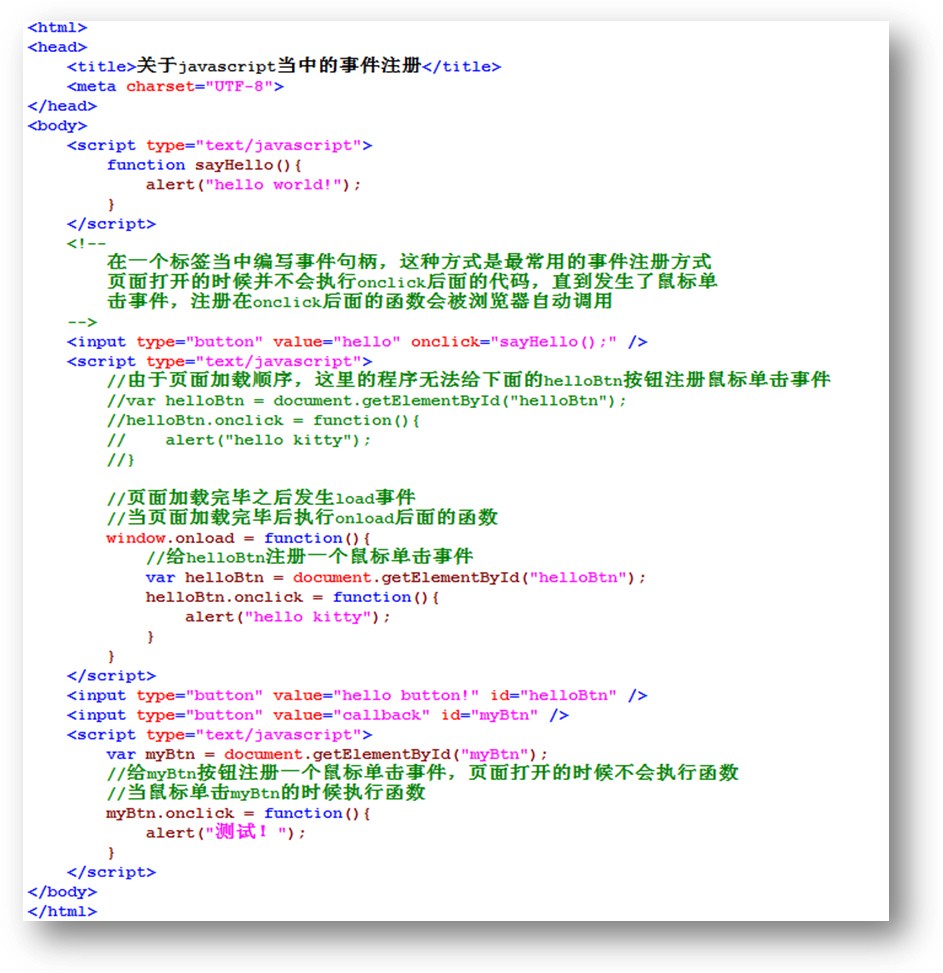 <html>
<head>
    <title>关于javascript当中的事件注册</title>
    <meta charset="UTF-8">
</head>
<body>
    <script type="text/javascript">
        function sayHello(){
            alert("hello world!");
        }
    </script>
    <!--
        在一个标签当中编写事件句柄，这种方式是最常用的事件注册方式
        页面打开的时候并不会执行onclick后面的代码，直到发生了鼠标单
        击事件，注册在onclick后面的函数会被浏览器自动调用
    -->
    <input type="button" value="hello" onclick="sayHello();" />
    <script type="text/javascript">
        //由于页面加载顺序，这里的程序无法给下面的helloBtn按钮注册鼠标单击事件
        //var helloBtn = document.getElementById("helloBtn");
        //helloBtn.onclick = function(){
        //    alert("hello kitty");
        //}

        //页面加载完毕之后发生load事件
        //当页面加载完毕后执行onload后面的函数
        window.onload = function(){
            //给helloBtn注册一个鼠标单击事件
            var helloBtn = document.getElementById("helloBtn");
            helloBtn.onclick = function(){
                alert("hello kitty");
            }
        }
    </script>
    <input type="button" value="hello button!" id="helloBtn" />
    <input type="button" value="callback" id="myBtn" />
    <script type="text/javascript">
        var myBtn = document.getElementById("myBtn");
        //给myBtn按钮注册一个鼠标单击事件，页面打开的时候不会执行函数
        //当鼠标单击myBtn的时候执行函数
        myBtn.onclick = function(){
            alert("测试！");
        }
    </script>
</body>
</html>